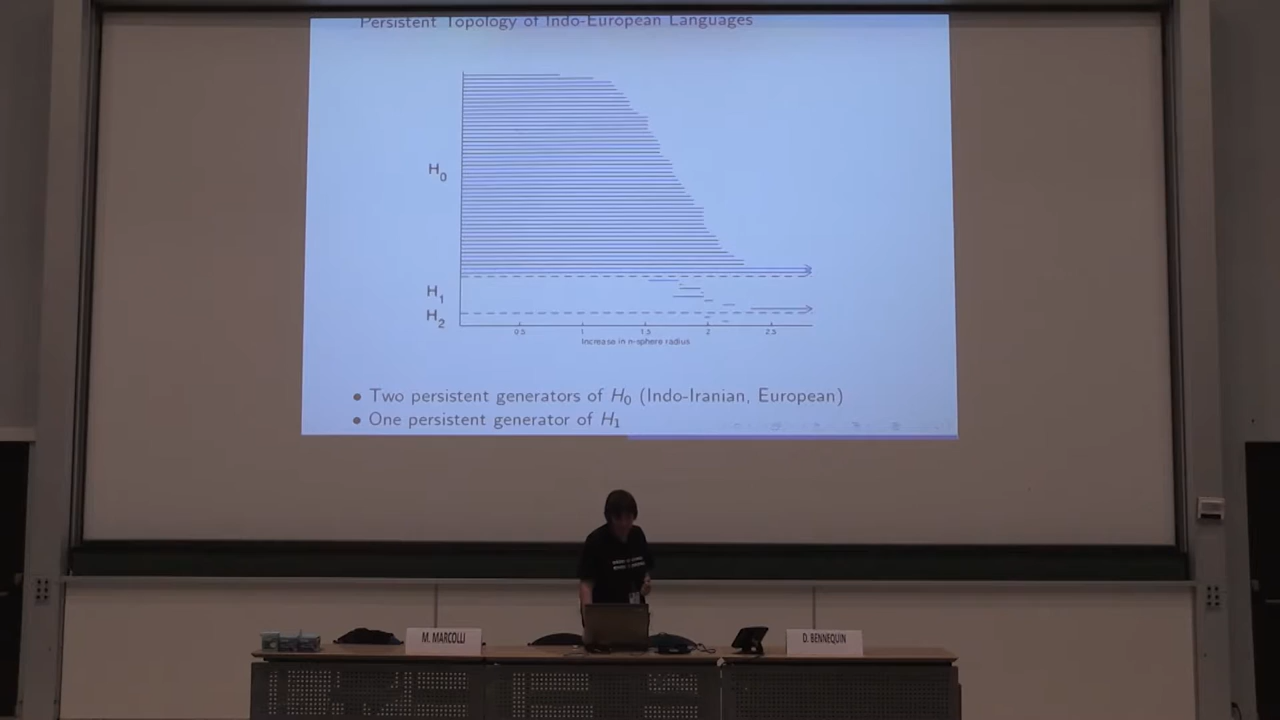 Persistent Topology of Indo-European Languages
H0
H1
H2
0.5 1 1.5 2 2.5
Increase in n-sphere radius
• Two persistent generators of H0 (Indo-Iranian, European)
• One persistent generator of H1
M. MARCOLLI
D. BENNEQUIN